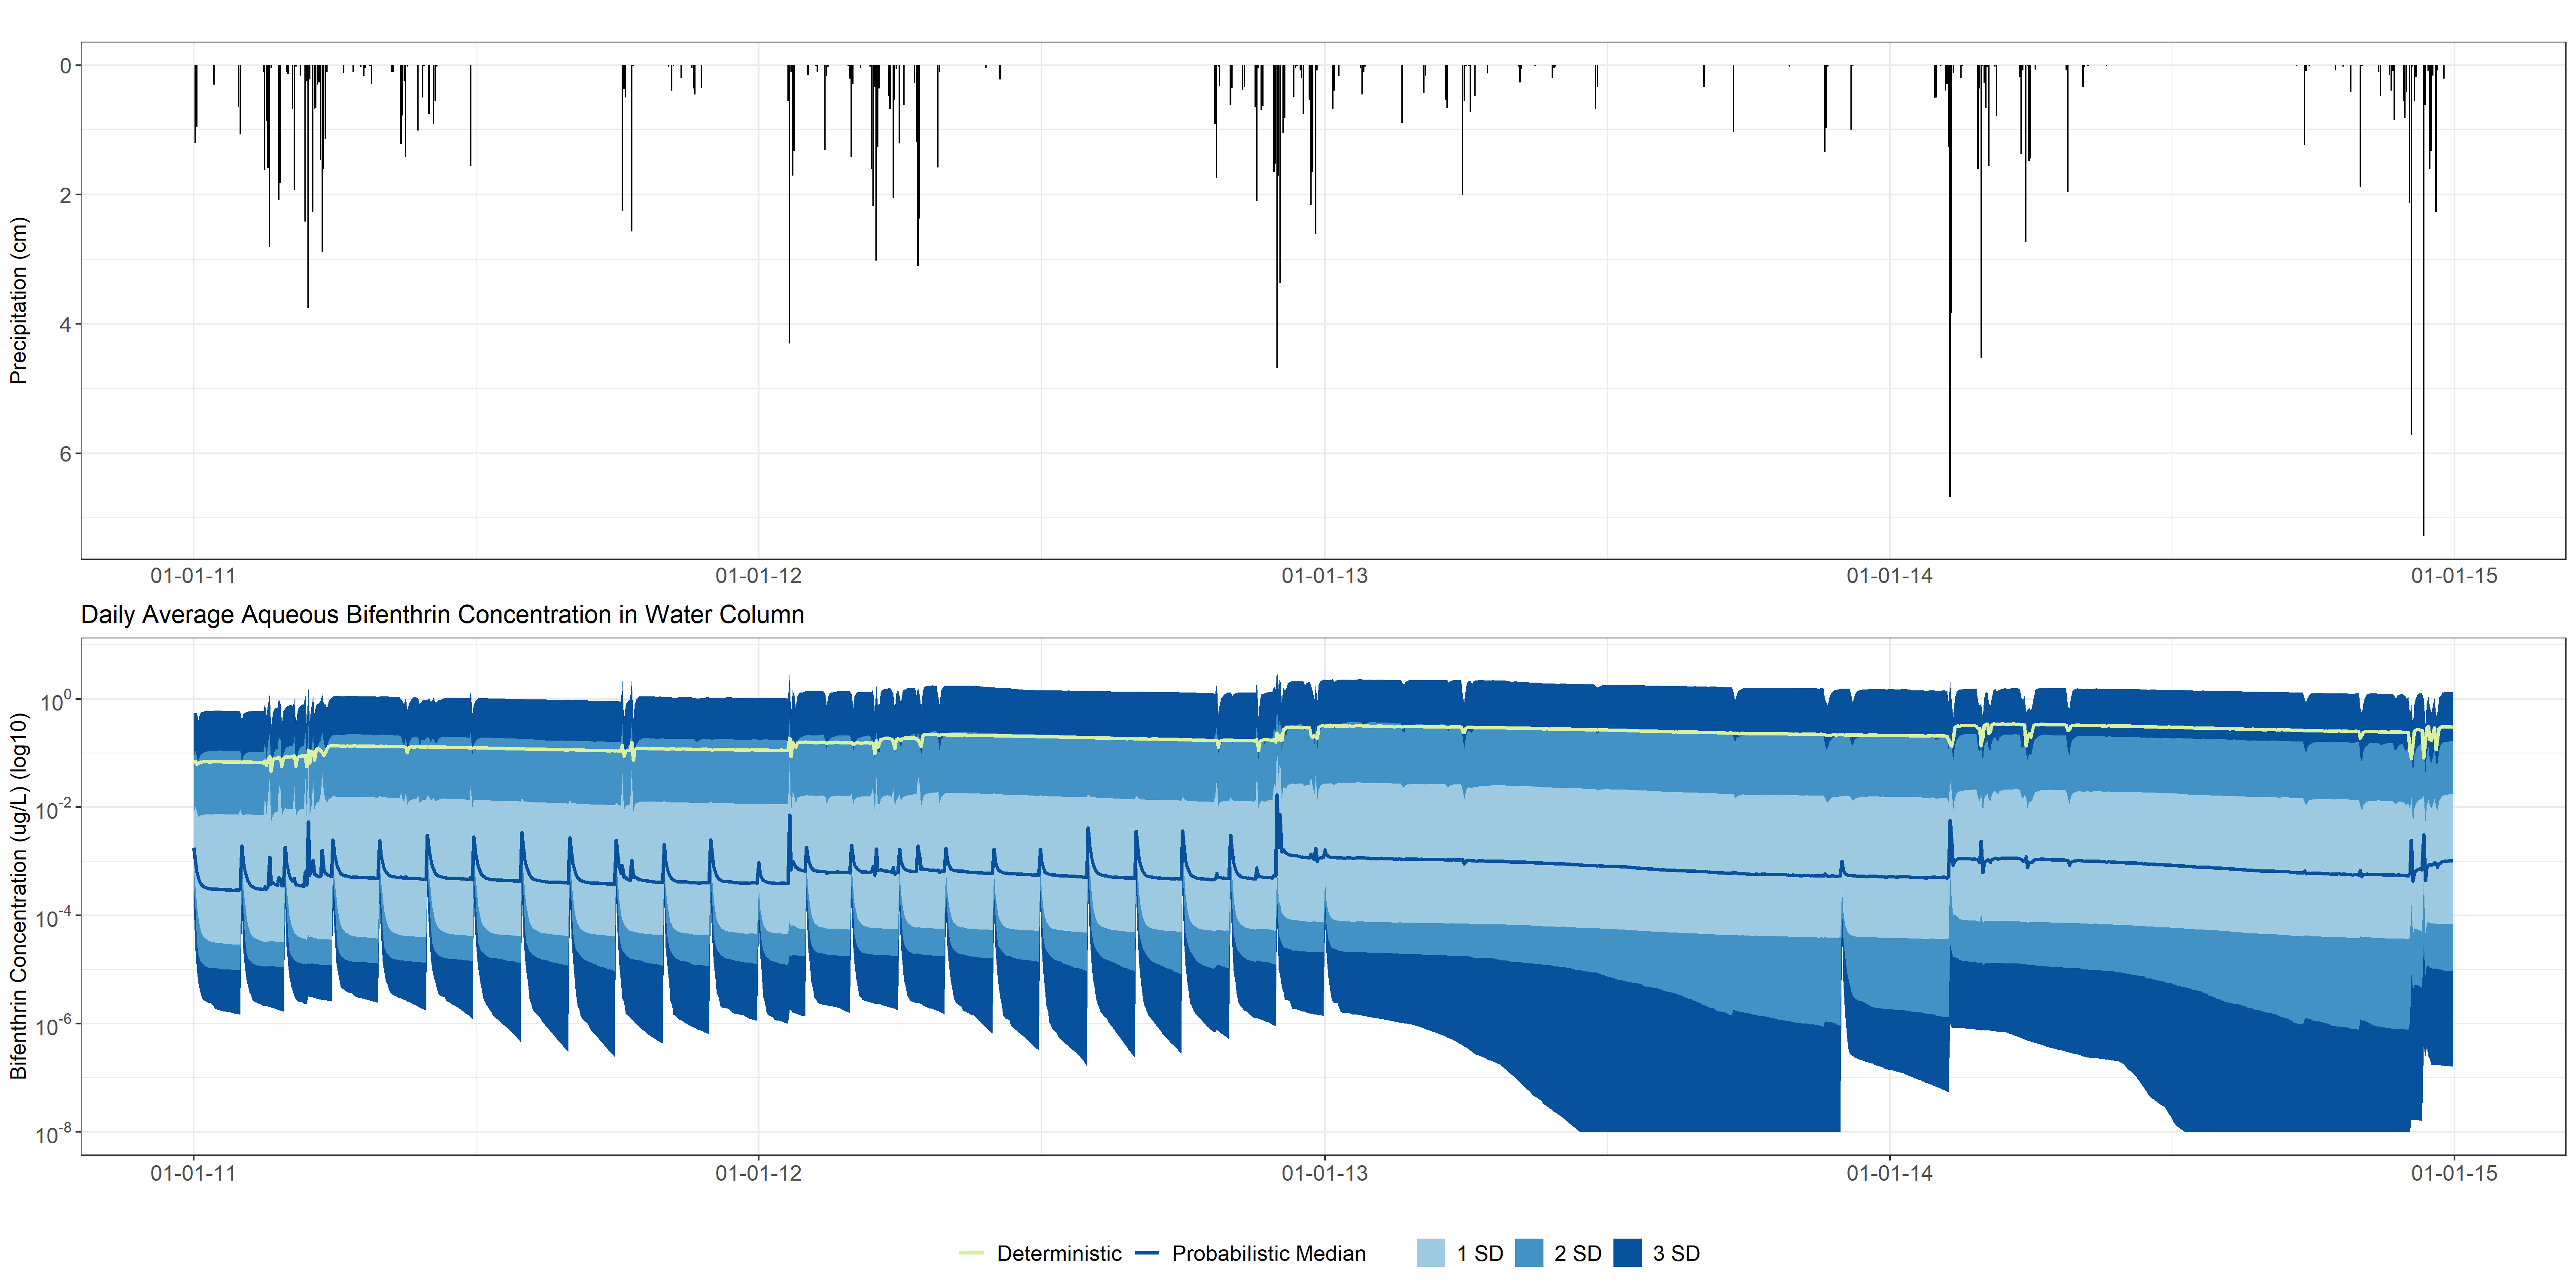 Precipitation (cm)
0
2
4
6
01-01-11 01-01-12 01-01-13 01-01-14 01-01-15
Daily Average Aqueous Bifenthrin Concentration in Water Column
Bifenthrin Concentration (ug/L) (log10)
10⁰
10⁻²
10⁻⁴
10⁻⁶
10⁻⁸
01-01-11 01-01-12 01-01-13 01-01-14 01-01-15
Deterministic Probabilistic Median 1 SD 2 SD 3 SD